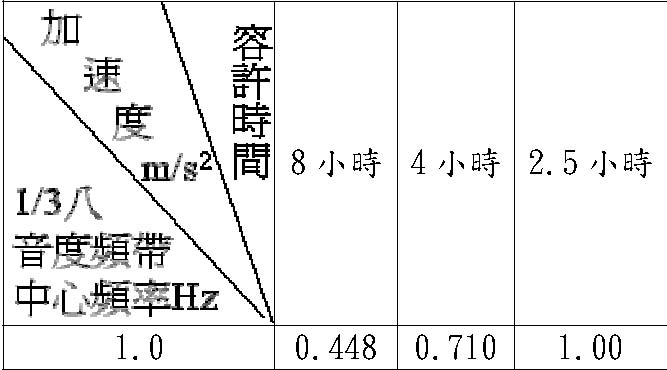 加速度 m/s²
容許時間
1/3八
音度頻帶
中心頻率Hz
8小時 4小時 2.5小時
1.0 0.448 0.710 1.00